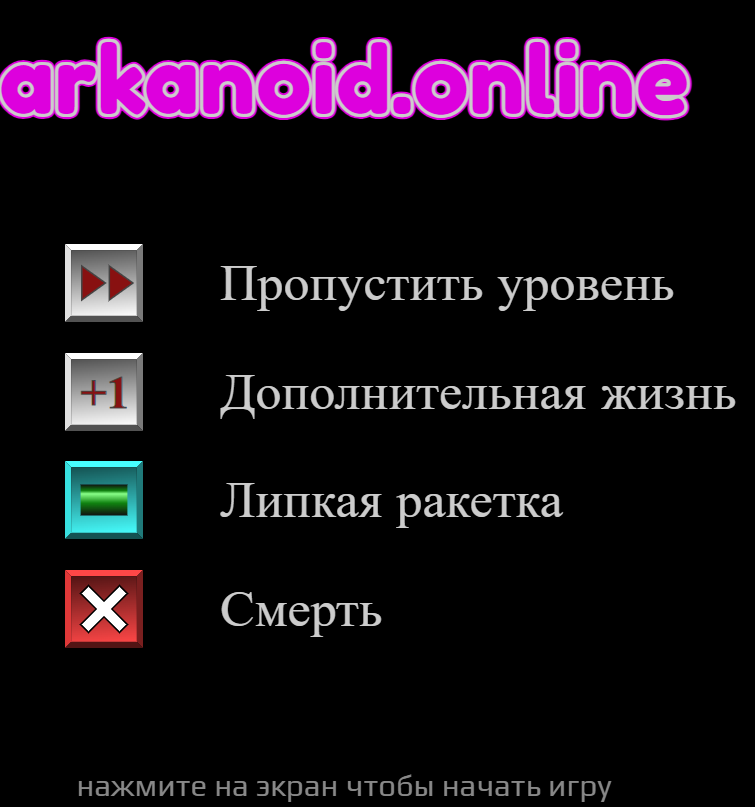 arkanoid.online
Пропустить уровень
+1
Дополнительная жизнь
Липкая ракетка
Смерть
нажмите на экран чтобы начать игру